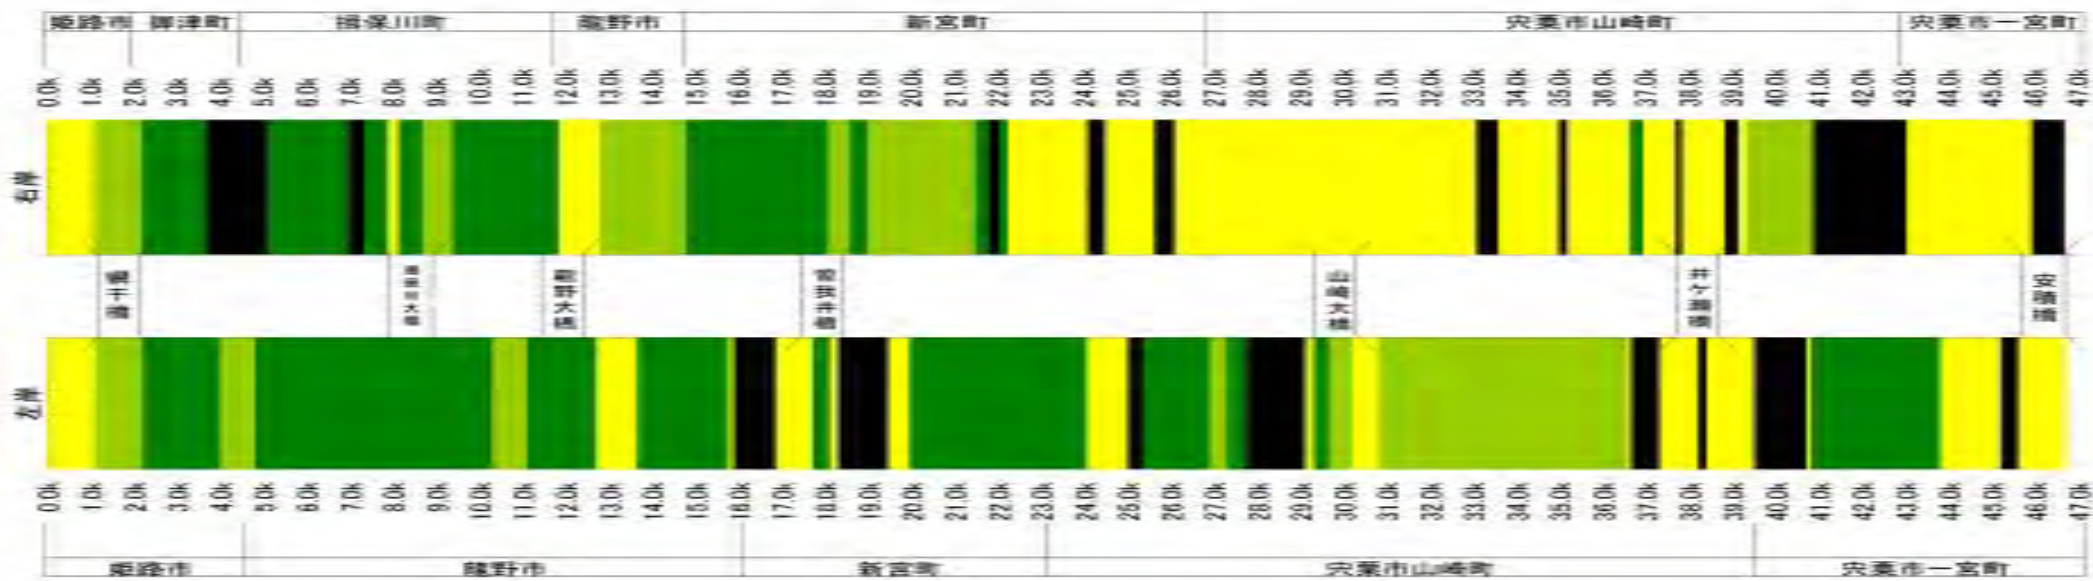 姫路市 御津町 揖保川町 龍野市 新宮町 宍粟市山崎町 宍粟市一宮町
0.0k 1.0k 2.0k 3.0k 4.0k 5.0k 6.0k 7.0k 8.0k 9.0k 10.0k 11.0k 12.0k 13.0k 14.0k 15.0k 16.0k 17.0k 18.0k 19.0k 20.0k 21.0k 22.0k 23.0k 24.0k 25.0k 26.0k 27.0k 28.0k 29.0k 30.0k 31.0k 32.0k 33.0k 34.0k 35.0k 36.0k 37.0k 38.0k 39.0k 40.0k 41.0k 42.0k 43.0k 44.0k 45.0k 46.0k 47.0k
右岸
龍野大橋 山崎大橋
左岸
0.0k 1.0k 2.0k 3.0k 4.0k 5.0k 6.0k 7.0k 8.0k 9.0k 10.0k 11.0k 12.0k 13.0k 14.0k 15.0k 16.0k 17.0k 18.0k 19.0k 20.0k 21.0k 22.0k 23.0k 24.0k 25.0k 26.0k 27.0k 28.0k 29.0k 30.0k 31.0k 32.0k 33.0k 34.0k 35.0k 36.0k 37.0k 38.0k 39.0k 40.0k 41.0k 42.0k 43.0k 44.0k 45.0k 46.0k 47.0k
姫路市 龍野市 新宮町 宍粟市山崎町 宍粟市一宮町